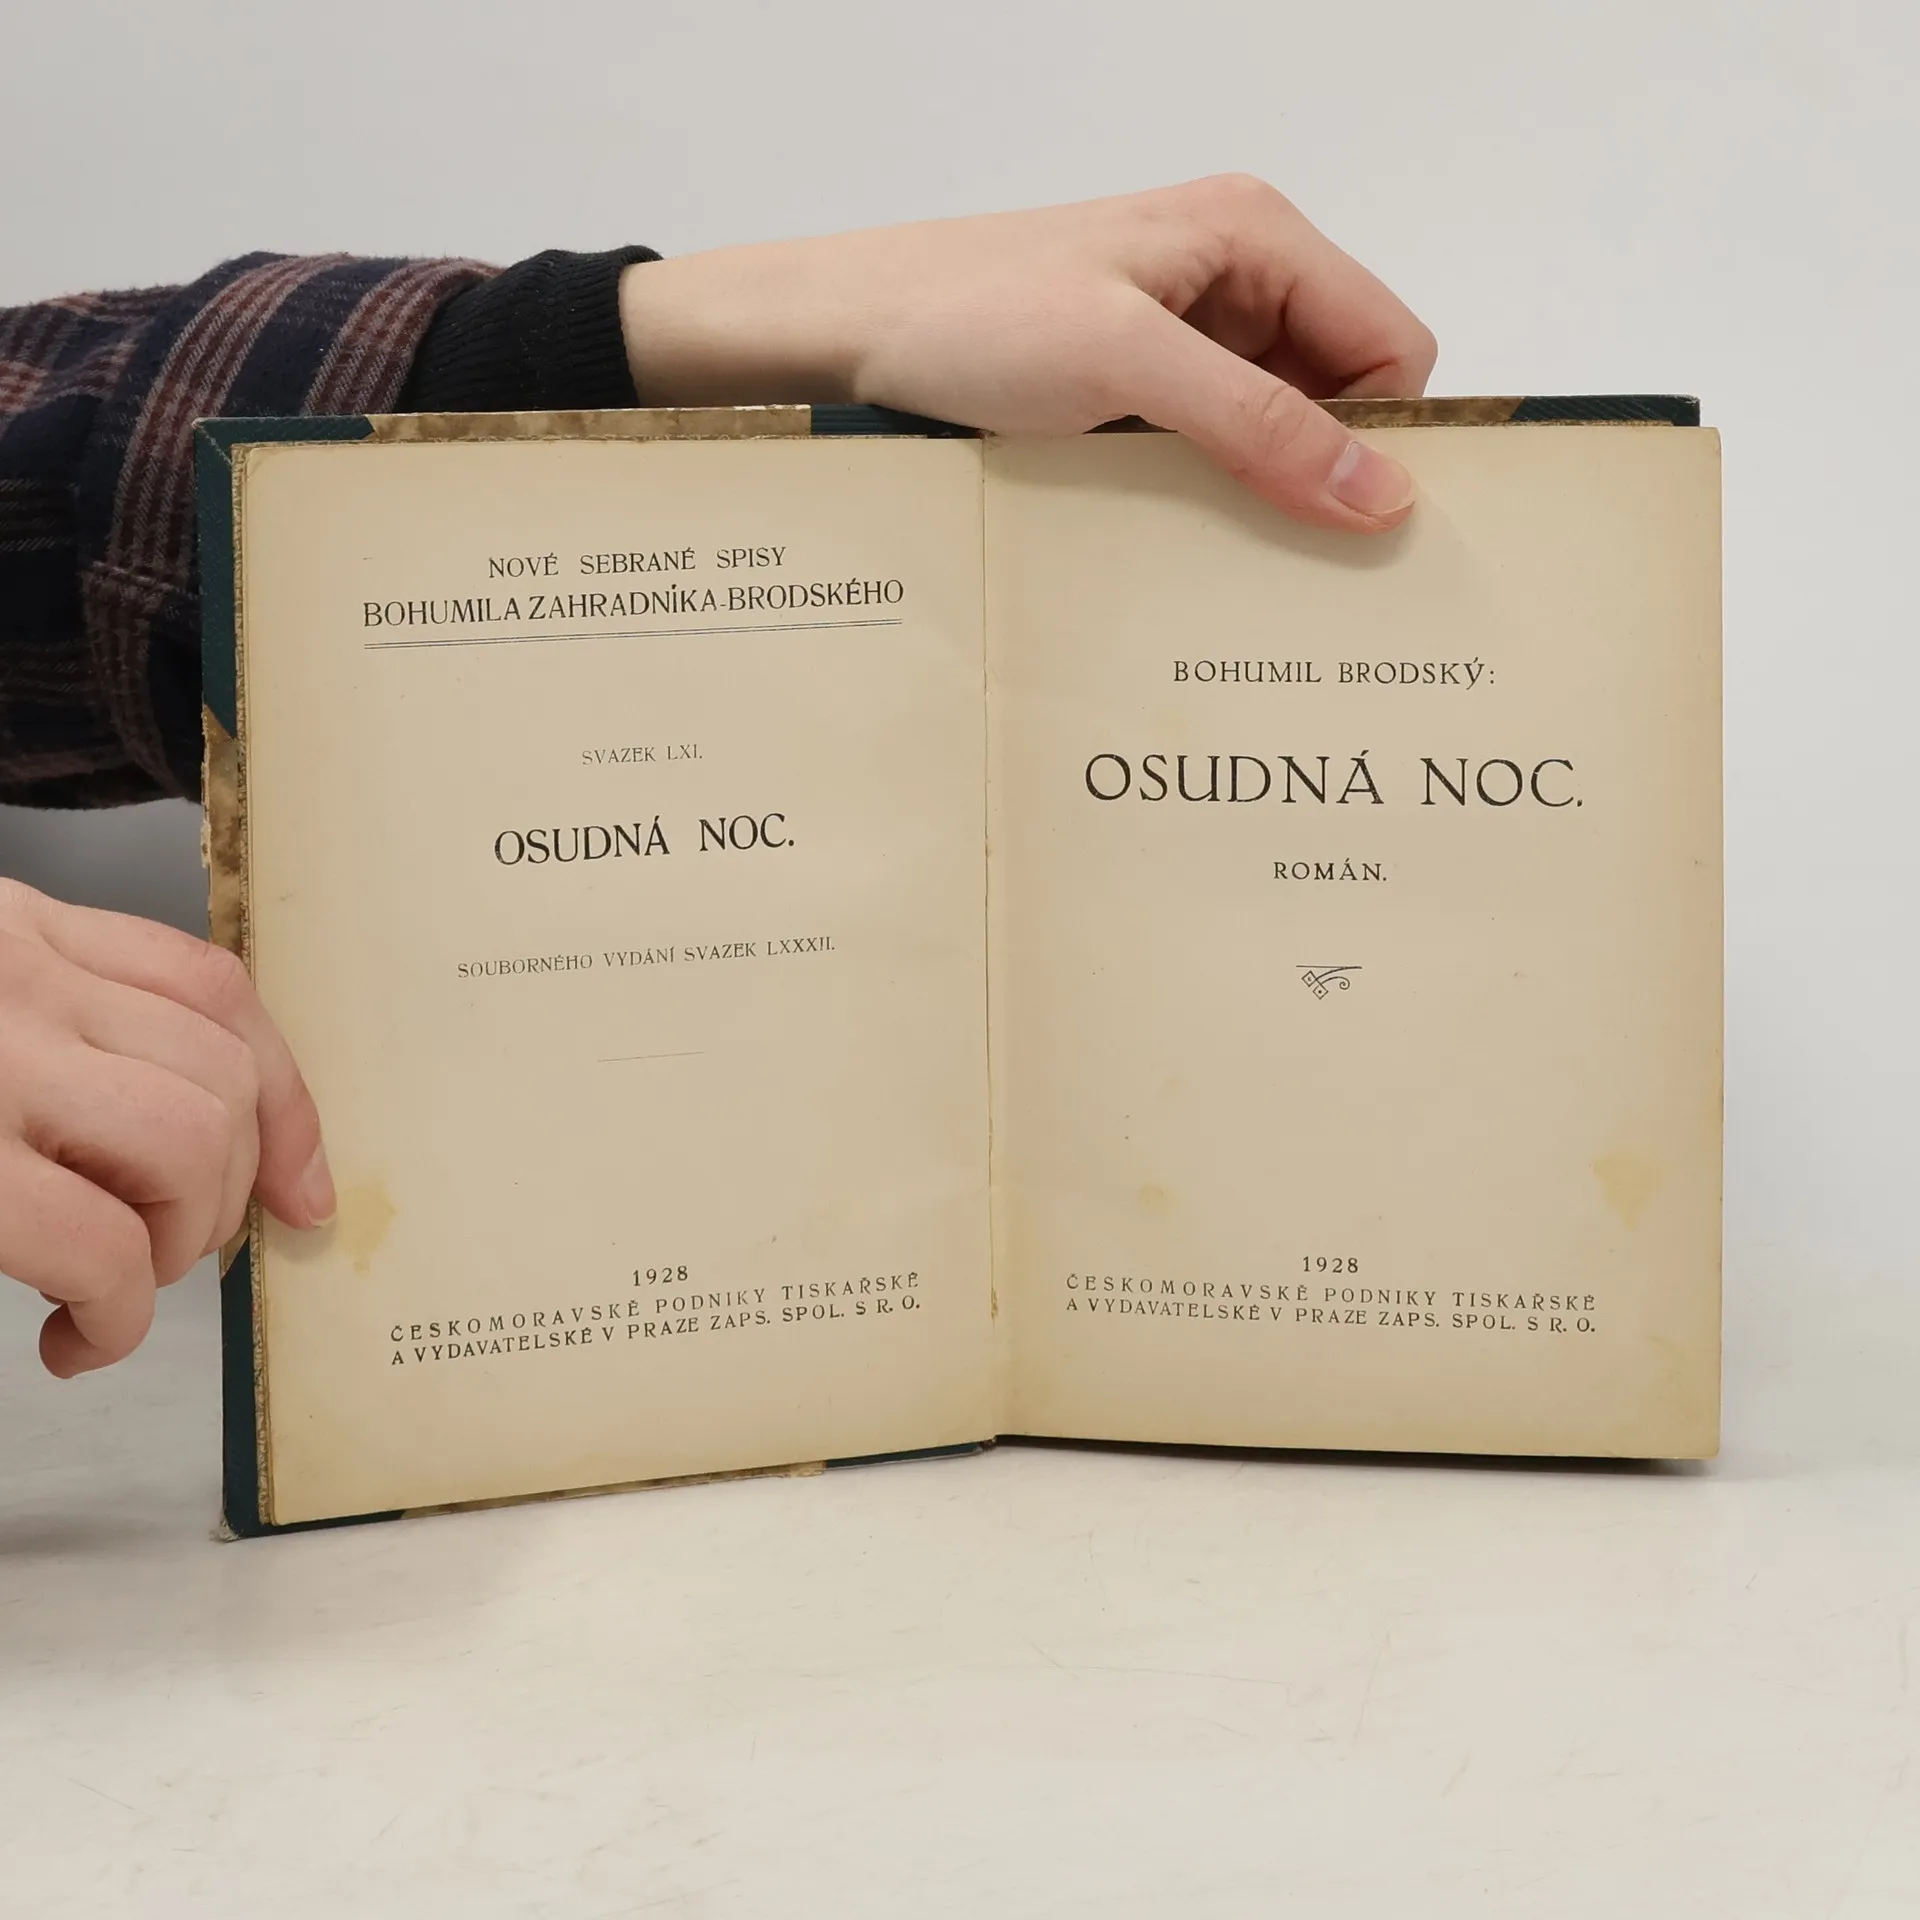 NOVÉ SEBRANÉ SPISY
BOHUMILA ZAHRADNÍKA-BRODSKÉHO
SVAZEK LXI.
OSUDNÁ NOC.
SOUBORNÉHO VYDÁNÍ SVAZEK LXXXII.
1928
ČESKOMORAVSKÉ PODNIKY TISKAŘSKÉ
A VYDAVATELSKÉ V PRAZE ZAPS. SPOL. S R. O.
BOHUMIL BRODSKÝ:
OSUDNÁ NOC.
ROMÁN.
1928
ČESKOMORAVSKÉ PODNIKY TISKAŘSKÉ
A VYDAVATELSKÉ V PRAZE ZAPS. SPOL. S R. O.